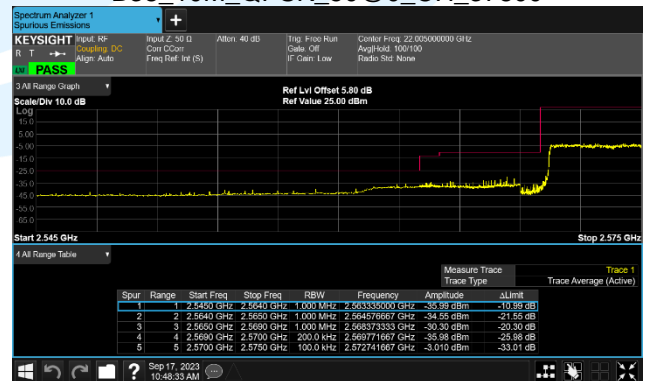 Spectrum Analyzer 1
Spurious Emissions
KEYSIGHT Input: RF Input Z: 50 Ω Atten: 40 dB Trig: Free Run Center Freq: 22.005000000 GHz
R T Coupling: DC Corr CCorr Gate: Off Avg|Hold: 100/100
Align: Auto Freq Ref: Int (S) IF Gain: Low Radio Std: None
PASS
3 All Range Graph
Ref Lvl Offset 5.80 dB
Scale/Div 10.0 dB Ref Value 25.00 dBm
Log
15.0
5.00
-5.00
-15.0
-25.0
-35.0
-45.0
-55.0
-65.0
Start 2.545 GHz Stop 2.575 GHz
4 All Range Table
Measure Trace Trace 1
Trace Type Trace Average (Active)
Spur Range Start Freq Stop Freq RBW Frequency Amplitude ΔLimit
1 1 2.5450 GHz 2.5640 GHz 1.000 MHz 2.563335000 GHz -35.99 dBm -10.99 dB
2 2 2.5640 GHz 2.5650 GHz 1.000 MHz 2.564576667 GHz -34.55 dBm -21.55 dB
3 3 2.5650 GHz 2.5690 GHz 1.000 MHz 2.568373333 GHz -30.30 dBm -20.30 dB
4 4 2.5690 GHz 2.5700 GHz 200.0 kHz 2.569771667 GHz -35.98 dBm -25.98 dB
5 5 2.5700 GHz 2.5750 GHz 100.0 kHz 2.572741667 GHz -3.010 dBm -33.01 dB
Sep 17, 2023
10:48:33 AM